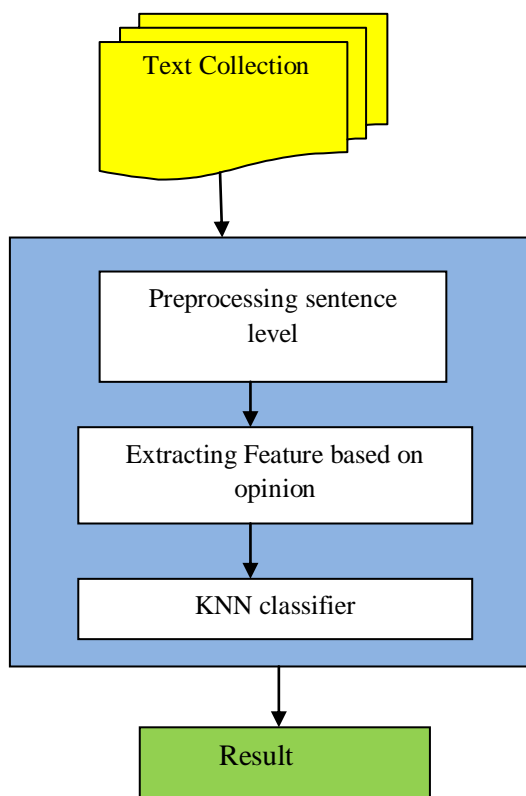 Text Collection
Preprocessing sentence
level
Extracting Feature based on
opinion
KNN classifier
Result